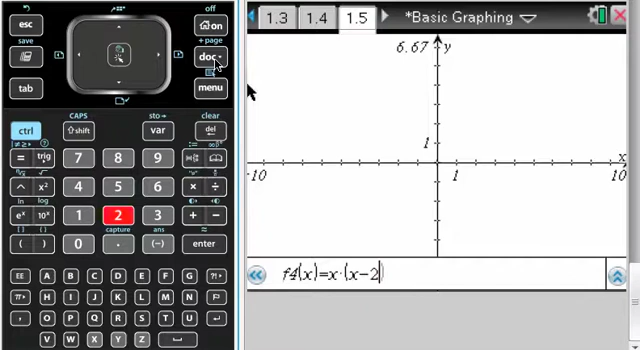 off
esc
on
save
+ page
doc
tab
menu
CAPS
sto→
clear
ctrl
⇧shift
var
del
=
trig
7
8
9
^
x²
4
5
6
×
÷
ln
log
eˣ
10ˣ
1
2
3
+
−
capture
ans
≈
(
)
0
.
(−)
enter
EE
A
B
C
D
E
F
G
?!▸
π▸
H
I
J
K
L
M
N
,
O
P
Q
R
S
T
U
V
W
X
Y
Z
1.3
1.4
1.5
*Basic Graphing
6.67
y
1
x
-10
1
10
f4(x)=x·(x−2)